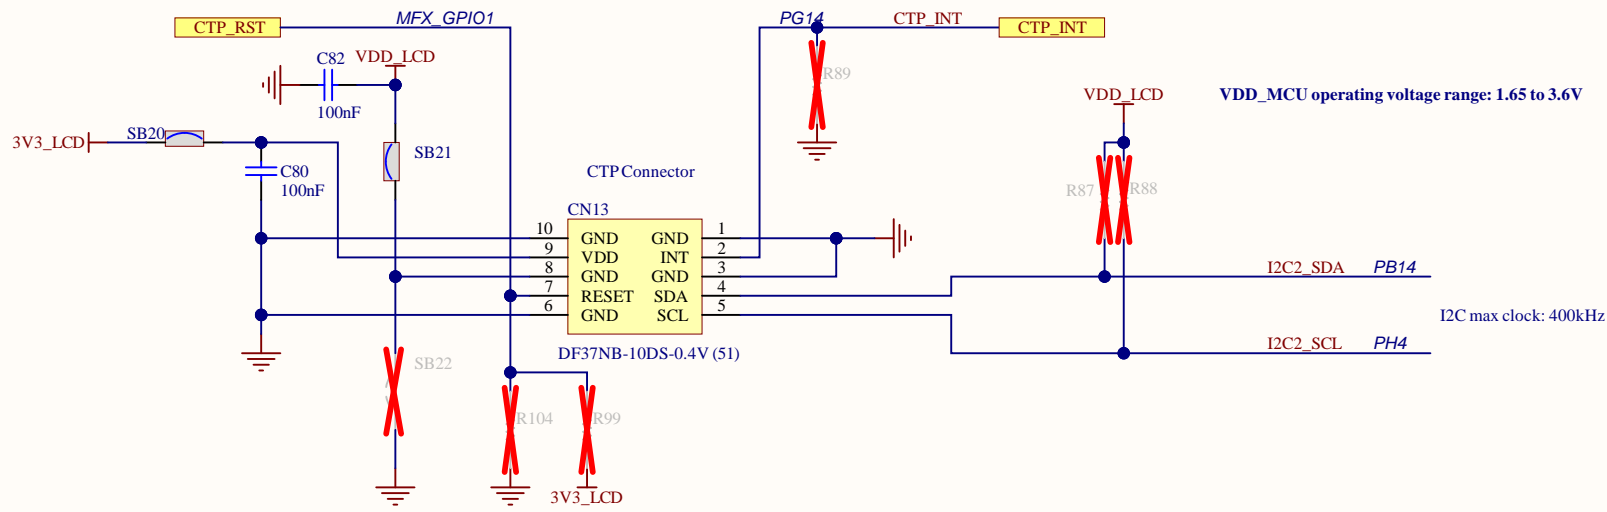 CTP_RST
MFX_GPIO1
PG14
CTP_INT
CTP_INT
C82
VDD_LCD
100nF
R89
VDD_LCD
VDD_MCU operating voltage range: 1.65 to 3.6V
3V3_LCD
SB20
SB21
C80
100nF
CTP Connector
R87
R88
CN13
10
GND
GND
1
9
VDD
INT
2
8
GND
GND
3
7
RESET
SDA
4
6
GND
SCL
5
I2C2_SDA
PB14
I2C max clock: 400kHz
DF37NB-10DS-0.4V (51)
I2C2_SCL
PH4
SB22
R104
R99
3V3_LCD